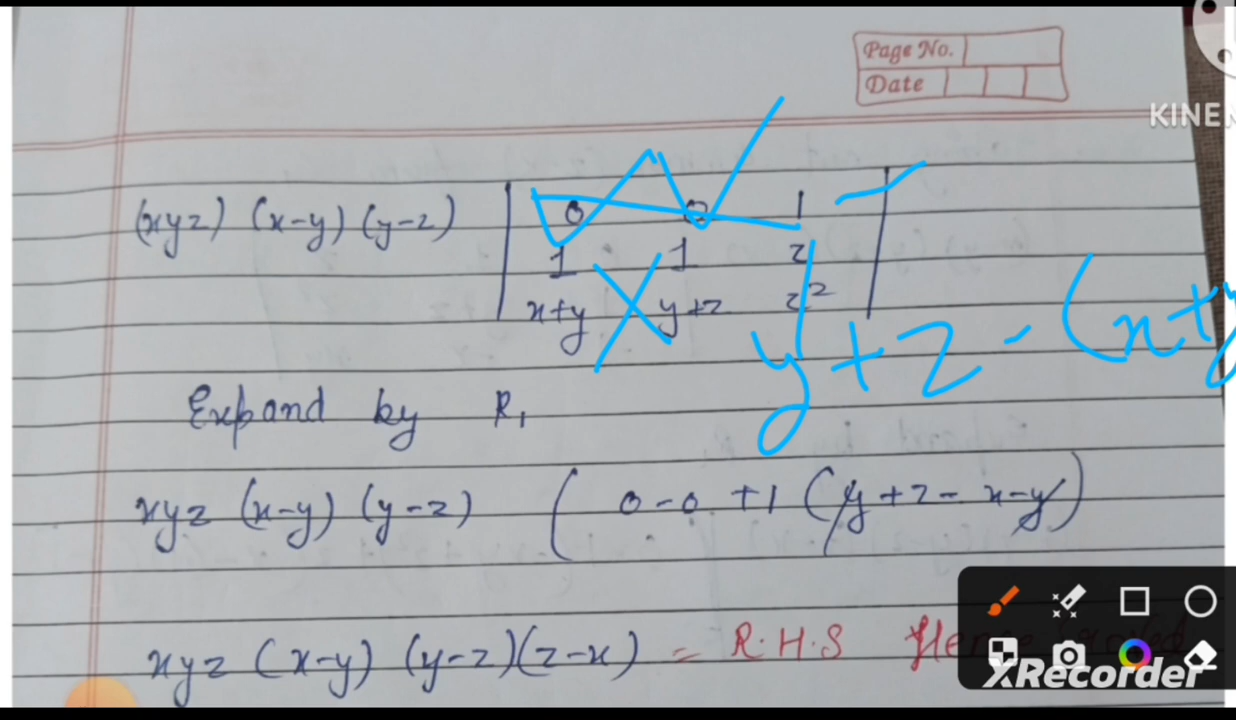 Page No.
Date
KINE
(xyz) (x-y) (y-z) | 0 0 1
1 1 z
x+y y+z z²
y+z-(x+y
Expand by R₁
xyz (x-y) (y-z) ( 0-0 +1 (y+z-x-y)
xyz (x-y) (y-z)(z-x) = R.H.S Hence
XRecorder